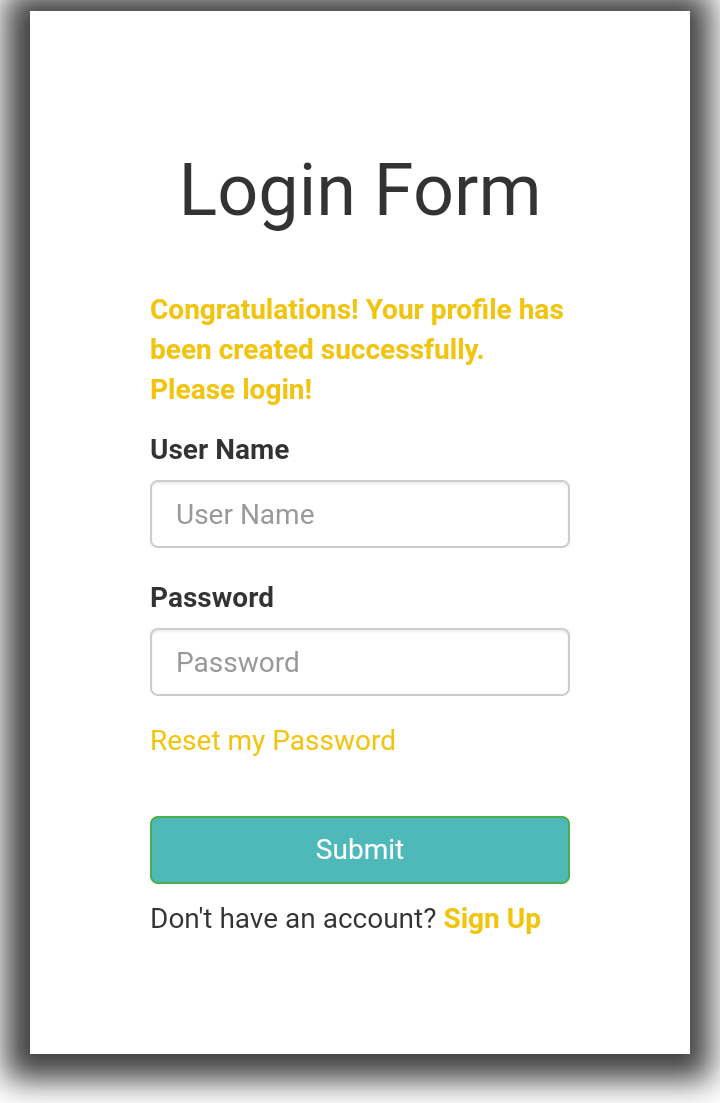 Login Form
Congratulations! Your profile has
been created successfully.
Please login!
User Name
User Name
Password
Password
Reset my Password
Submit
Don't have an account? Sign Up